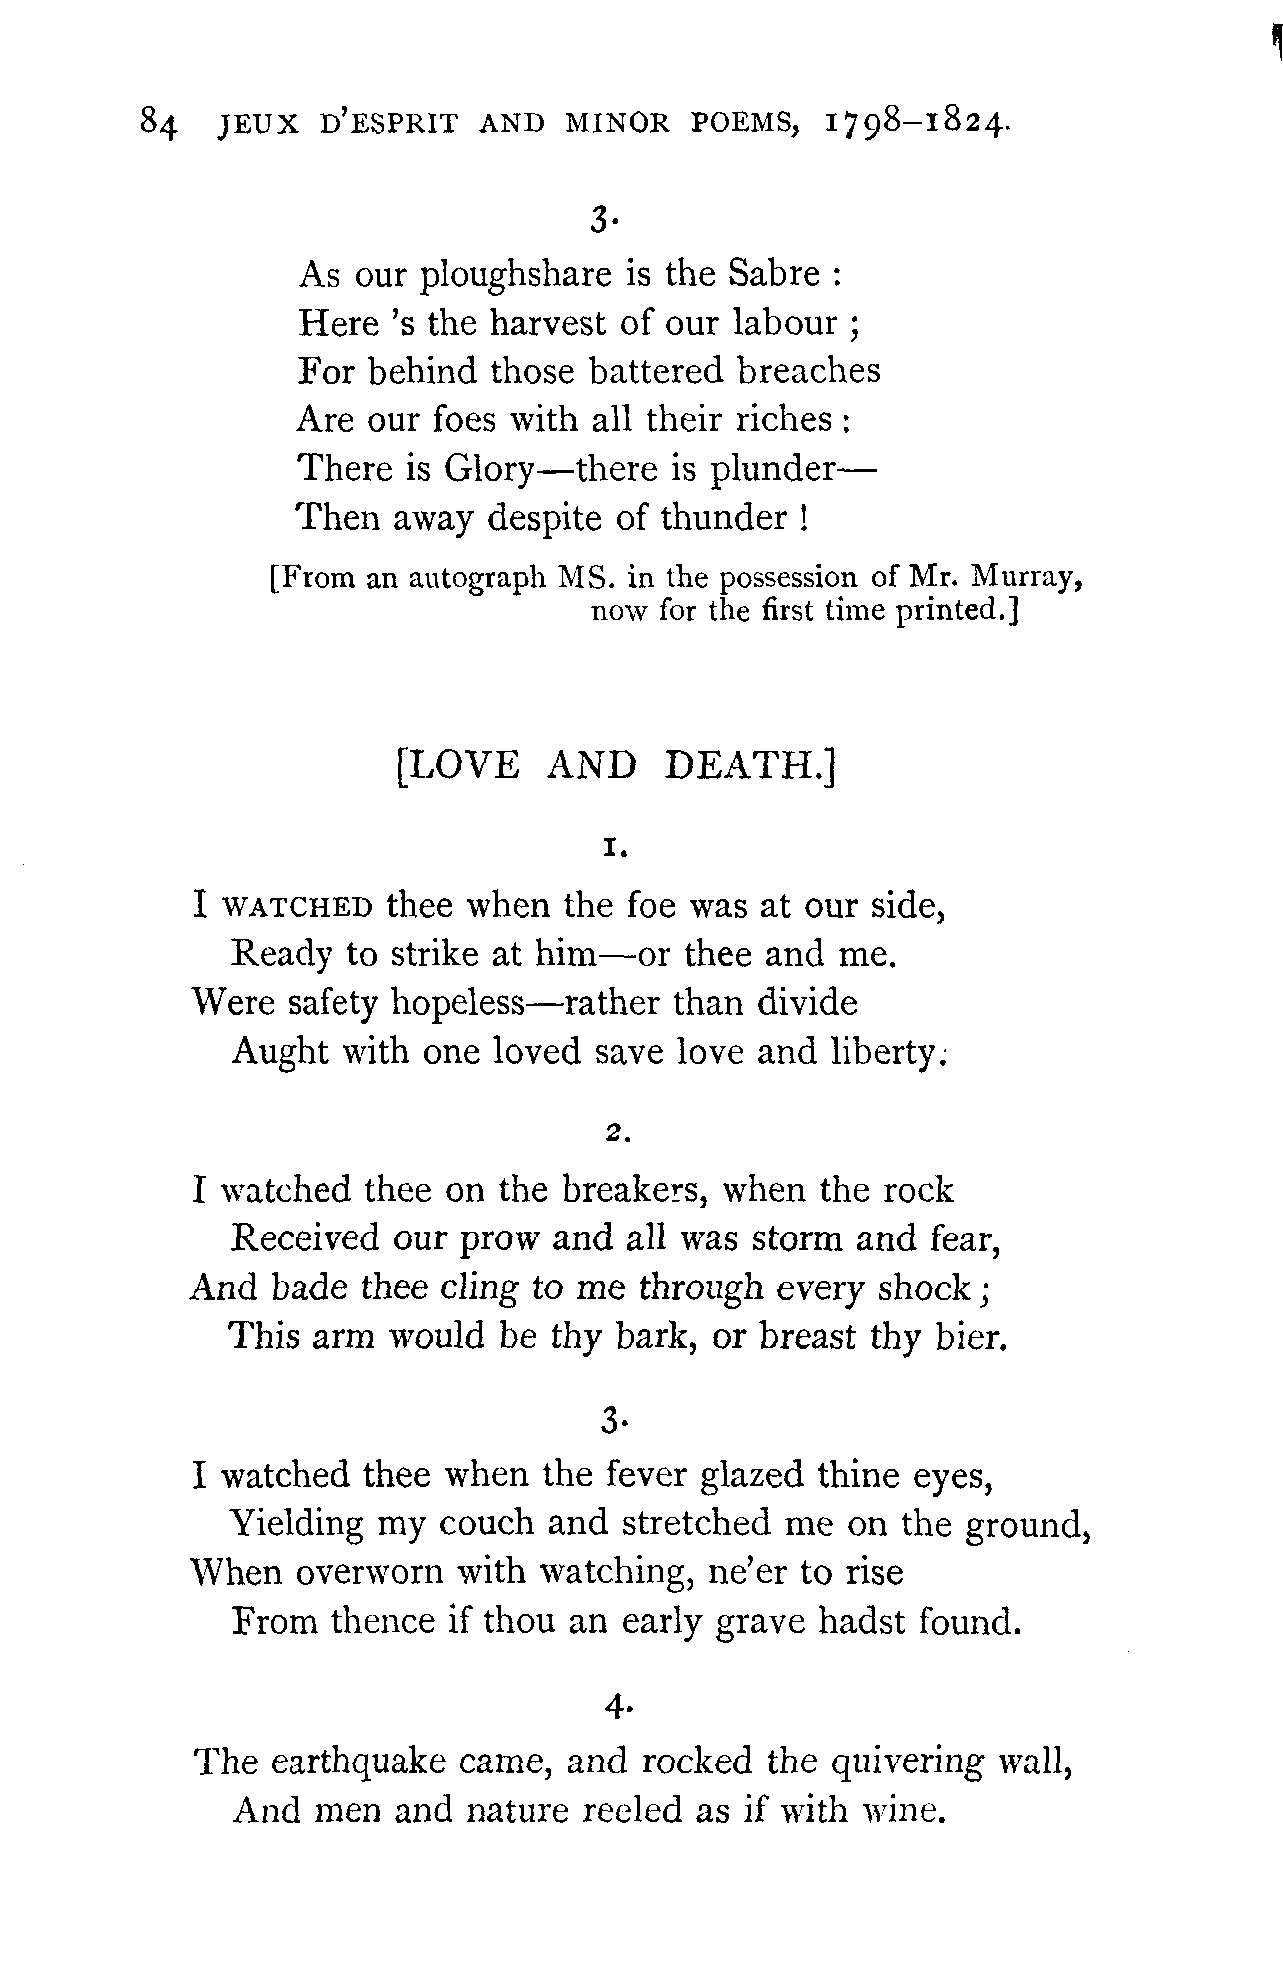 84 JEUX D'ESPRIT AND MINOR POEMS, 1798–1824.
3.
As our ploughshare is the Sabre :
Here 's the harvest of our labour ;
For behind those battered breaches
Are our foes with all their riches :
There is Glory—there is plunder—
Then away despite of thunder !
[From an autograph MS. in the possession of Mr. Murray,
now for the first time printed.]
[LOVE AND DEATH.]
1.
I WATCHED thee when the foe was at our side,
Ready to strike at him—or thee and me.
Were safety hopeless—rather than divide
Aught with one loved save love and liberty.
2.
I watched thee on the breakers, when the rock
Received our prow and all was storm and fear,
And bade thee cling to me through every shock ;
This arm would be thy bark, or breast thy bier.
3.
I watched thee when the fever glazed thine eyes,
Yielding my couch and stretched me on the ground,
When overworn with watching, ne'er to rise
From thence if thou an early grave hadst found.
4.
The earthquake came, and rocked the quivering wall,
And men and nature reeled as if with wine.